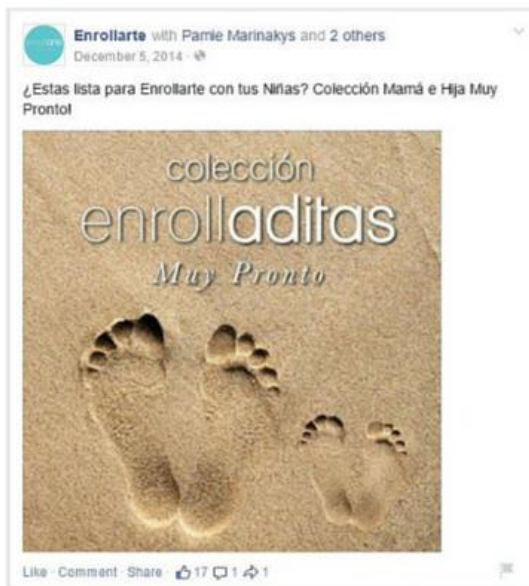 Enrollarte with Pamie Marinakys and 2 others
December 5, 2014
¿Estas lista para Enrollarte con tus Niñas? Colección Mamá e Hija Muy
Pronto!
colección
enrolladitas
Muy Pronto
Like · Comment · Share · 17 1 1